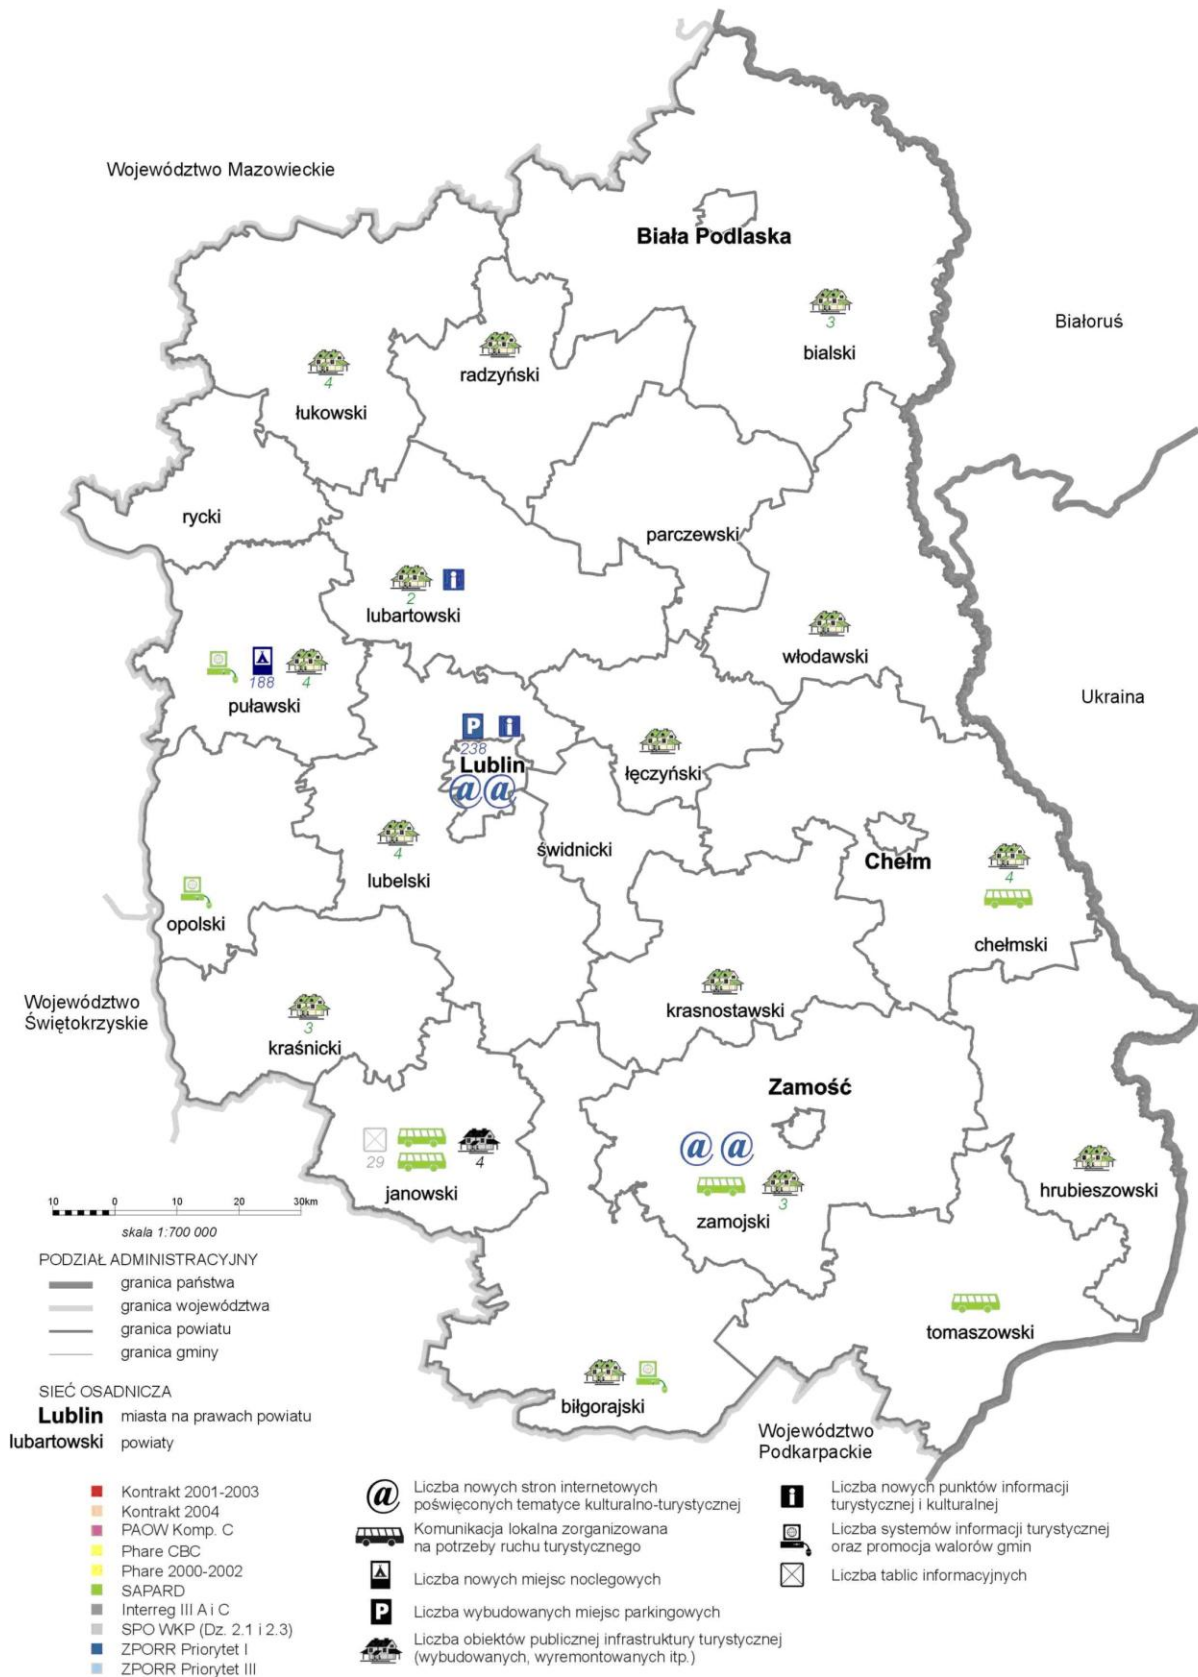 Województwo Mazowieckie
Biała Podlaska
Białoruś
3
bialski
radzyński
4
łukowski
rycki
parczewski
2
lubartowski
włodawski
188
4
puławski
Ukraina
P
238
Lublin
@ @
łęczyński
świdnicki
Chełm
4
lubelski
4
opolski
chełmski
Województwo
Świętokrzyskie
krasnostawski
3
kraśnicki
Zamość
@ @
29
4
janowski
3
zamojski
hrubieszowski
10 0 10 20 30km
skala 1:700 000
PODZIAŁ ADMINISTRACYJNY
granica państwa
granica województwa
granica powiatu
granica gminy
tomaszowski
biłgorajski
Województwo
Podkarpackie
SIEĆ OSADNICZA
Lublin miasta na prawach powiatu
lubartowski powiaty
Kontrakt 2001-2003
Kontrakt 2004
PAOW Komp. C
Phare CBC
Phare 2000-2002
SAPARD
Interreg III A i C
SPO WKP (Dz. 2.1 i 2.3)
ZPORR Priorytet I
ZPORR Priorytet III
@ Liczba nowych stron internetowych
poświęconych tematyce kulturalno-turystycznej
Komunikacja lokalna zorganizowana
na potrzeby ruchu turystycznego
Liczba nowych miejsc noclegowych
P Liczba wybudowanych miejsc parkingowych
Liczba obiektów publicznej infrastruktury turystycznej
(wybudowanych, wyremontowanych itp.)
i Liczba nowych punktów informacji
turystycznej i kulturalnej
Liczba systemów informacji turystycznej
oraz promocja walorów gmin
Liczba tablic informacyjnych